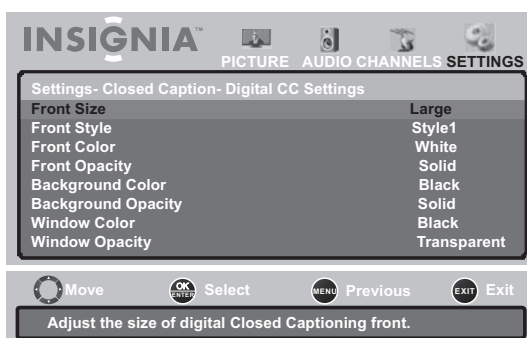 INSIGNIA™
PICTURE AUDIO CHANNELS SETTINGS
Settings- Closed Caption- Digital CC Settings
Front Size Large
Front Style Style1
Front Color White
Front Opacity Solid
Background Color Black
Background Opacity Solid
Window Color Black
Window Opacity Transparent
Move OK ENTER Select MENU Previous EXIT Exit
Adjust the size of digital Closed Captioning front.